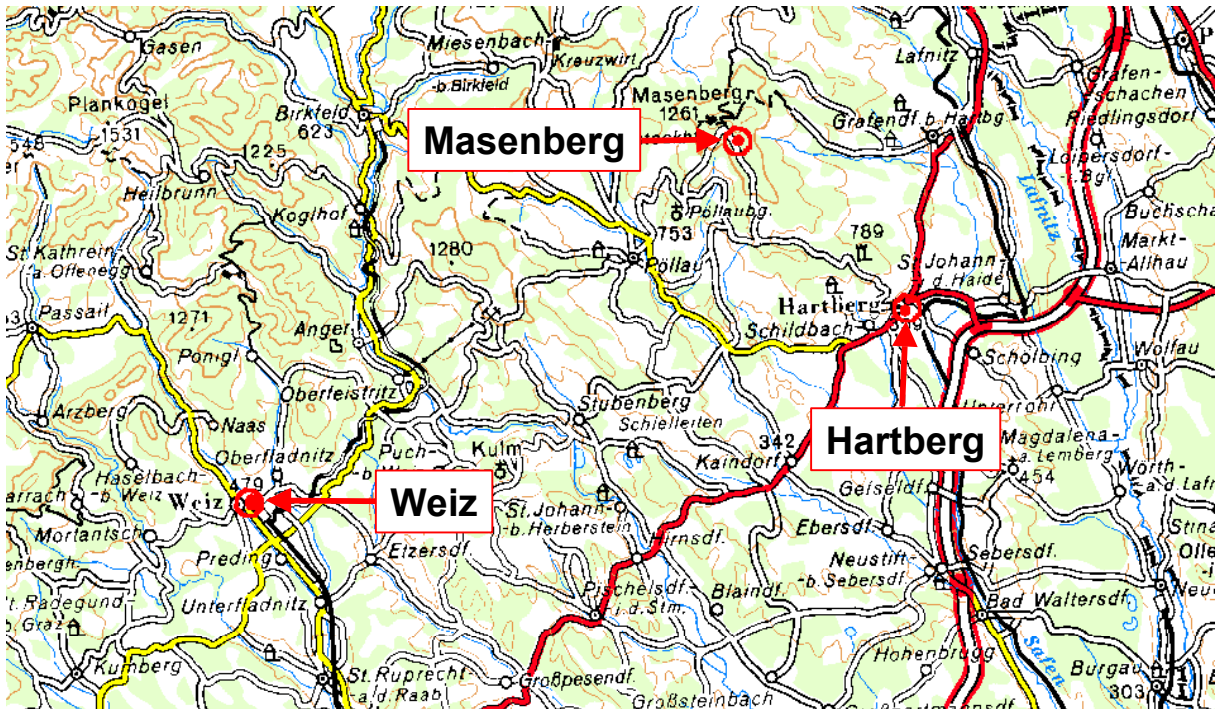 Gasen
Miesenbach-
-b.Birkfeld
Kreuzwirt
Lafnitz
Grafen-
-schachen
Riedlingsdorf
Plankogel
1531
Birkfeld
623
Masenberg
1261
Masenberg
Grafendf.b.Hartbg
Loipersdorf-
1225
Heilbrunn
Koglhof
Lafnitz
Buchscha
St.Kathrein
a.Offenegg
1280
Pöllaubg.
753
Pöllau
789
St.Johann
d.Haide
Markt-
Allhau
Passail
1271
Ponigl
Anger
Hartberg
Schildbach
Schölbing
Wolfau
Oberfeistritz
Arzberg
Naas
Stubenberg
Schielleiten
Hartberg
Unterrohr
Magdalena-
a.Lemberg
454
342
Kaindorf
Oberfladnitz
Puch-
Kulm
Haselbach-
-b.Weiz
479
Weiz
Weiz
St.Johann-
-b.Herberstein
Geiseldf.
Wörth-
-a.d.Lafn
Mortantsch
Preding
Etzersdf.
Hirnsdf.
Ebersdf.
Neustift-
-b.Sebersdf.
Sebersdf.
Unterfladnitz
Pischelsdf.
i.d.Stm.
Blaindf.
Bad Waltersdf.
Kumberg
St.Ruprecht-
-a.d.Raab
Großpesendf.
Großsteinbach
Hohenbrugg
Safen
Burgau
303